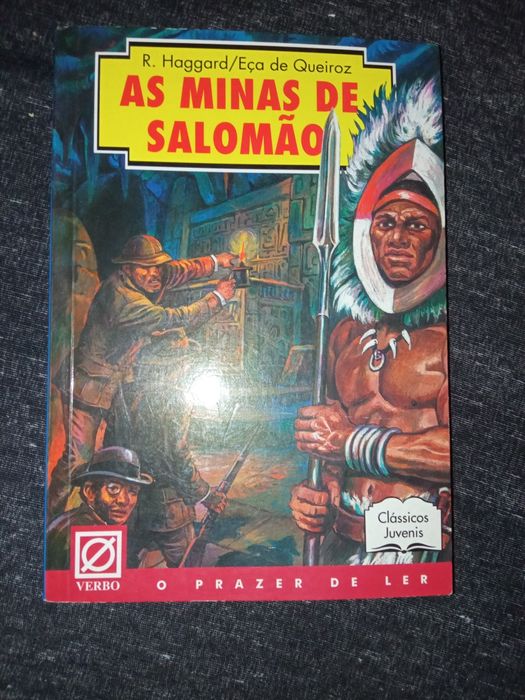 R. Haggard/Eça de Queiroz
AS MINAS DE
SALOMÃO
Clássicos
Juvenis
VERBO
O PRAZER DE LER